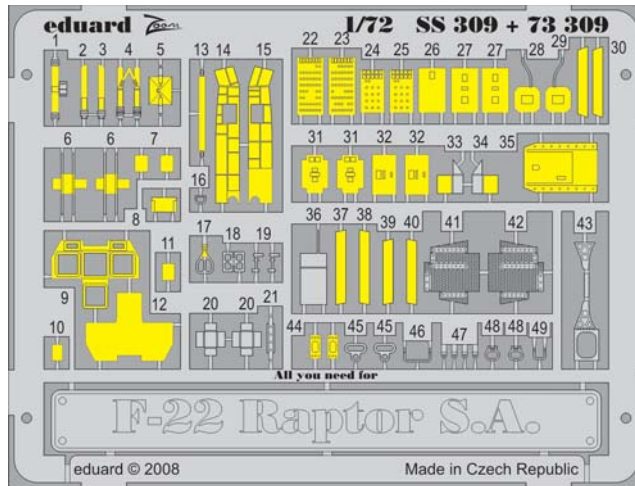 eduard Zoom 1/72 SS 309 + 73 309
1 2 3 4 5 13 14 15 22 23 24 25 26 27 27 28 29 30
6 6 7 16 31 31 32 32 33 34 35
8 17 18 19 36 37 38 39 40 41 42 43
9 11 12 20 20 21
10 44 45 45 46 47 48 48 49
All you need for
F-22 Raptor S.A.
eduard © 2008 Made in Czech Republic